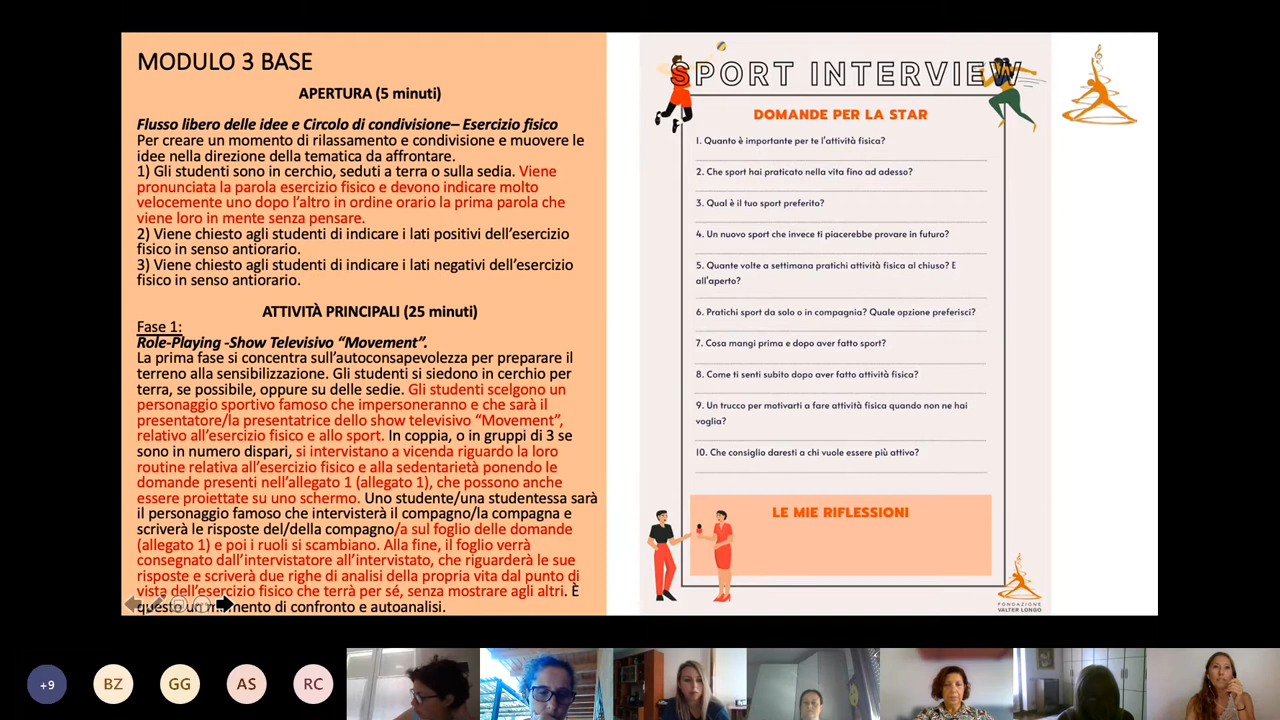 MODULO 3 BASE
APERTURA (5 minuti)
Flusso libero delle idee e Circolo di condivisione– Esercizio fisico
Per creare un momento di rilassamento e condivisione e muovere le
idee nella direzione della tematica da affrontare.
1) Gli studenti sono in cerchio, seduti a terra o sulla sedia. Viene
pronunciata la parola esercizio fisico e devono indicare molto
velocemente uno dopo l'altro in ordine orario la prima parola che
viene loro in mente senza pensare.
2) Viene chiesto agli studenti di indicare i lati positivi dell'esercizio
fisico in senso antiorario.
3) Viene chiesto agli studenti di indicare i lati negativi dell'esercizio
fisico in senso antiorario.
ATTIVITÀ PRINCIPALI (25 minuti)
Fase 1:
Role-Playing -Show Televisivo “Movement”.
La prima fase si concentra sull'autoconsapevolezza per preparare il
terreno alla sensibilizzazione. Gli studenti si siedono in cerchio per
terra, se possibile, oppure su delle sedie. Gli studenti scelgono un
personaggio sportivo famoso che impersoneranno e che sarà il
presentatore/la presentatrice dello show televisivo “Movement”,
relativo all'esercizio fisico e allo sport. In coppia, o in gruppi di 3 se
sono in numero dispari, si intervistano a vicenda riguardo la loro
routine relativa all'esercizio fisico e alla sedentarietà ponendo le
domande presenti nell'allegato 1 (allegato 1), che possono anche
essere proiettate su uno schermo. Uno studente/una studentessa sarà
il personaggio famoso che intervisterà il compagno/la compagna e
scriverà le risposte del/della compagno/a sul foglio delle domande
(allegato 1) e poi i ruoli si scambiano. Alla fine, il foglio verrà
consegnato dall'intervistatore all'intervistato, che riguarderà le sue
risposte e scriverà due righe di analisi della propria vita dal punto di
vista dell'esercizio fisico che terrà per sé, senza mostrare agli altri. È
questo un momento di confronto e autoanalisi.
SPORT INTERVIEW
DOMANDE PER LA STAR
1. Quanto è importante per te l'attività fisica?
2. Che sport hai praticato nella vita fino ad adesso?
3. Qual è il tuo sport preferito?
4. Un nuovo sport che invece ti piacerebbe provare in futuro?
5. Quante volte a settimana pratichi attività fisica al chiuso? E
all'aperto?
6. Pratichi sport da solo o in compagnia? Quale opzione preferisci?
7. Cosa mangi prima e dopo aver fatto sport?
8. Come ti senti subito dopo aver fatto attività fisica?
9. Un trucco per motivarti a fare attività fisica quando non ne hai
voglia?
10. Che consiglio daresti a chi vuole essere più attivo?
LE MIE RIFLESSIONI
FONDAZIONE
VALTER LONGO
+9
BZ
GG
AS
RC